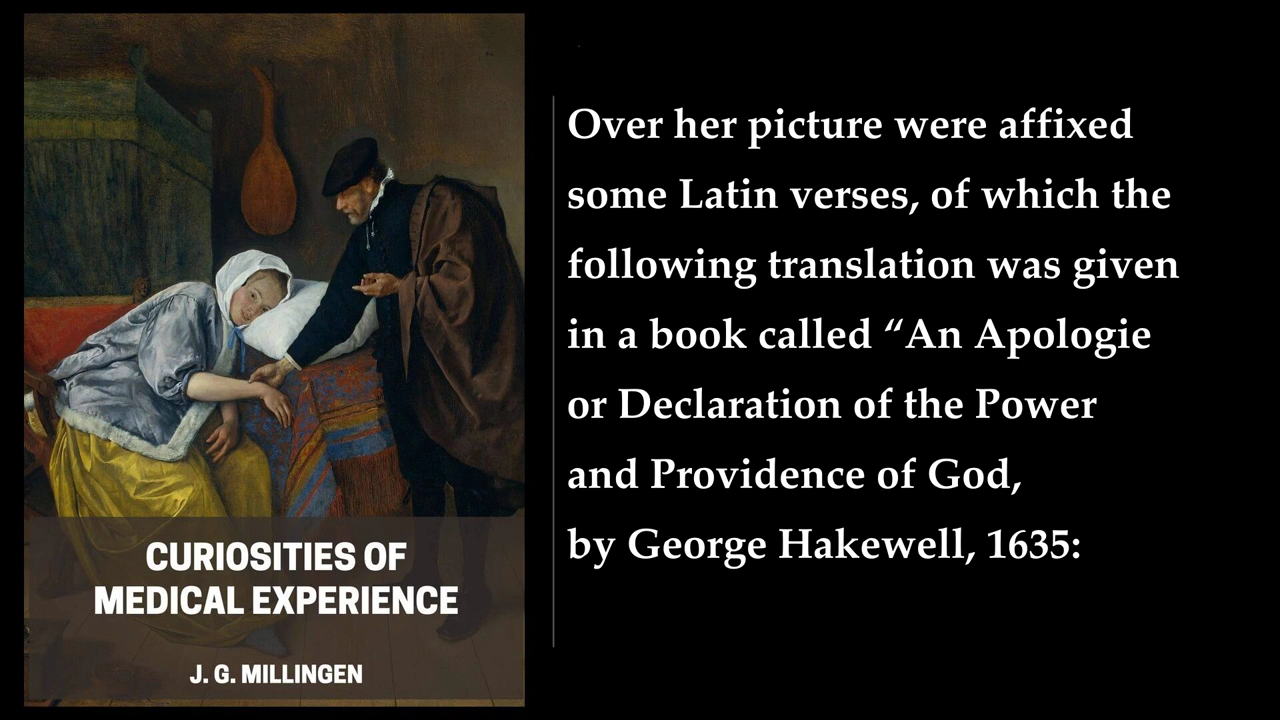 CURIOSITIES OF
MEDICAL EXPERIENCE
J. G. MILLINGEN
Over her picture were affixed
some Latin verses, of which the
following translation was given
in a book called “An Apologie
or Declaration of the Power
and Providence of God,
by George Hakewell, 1635: